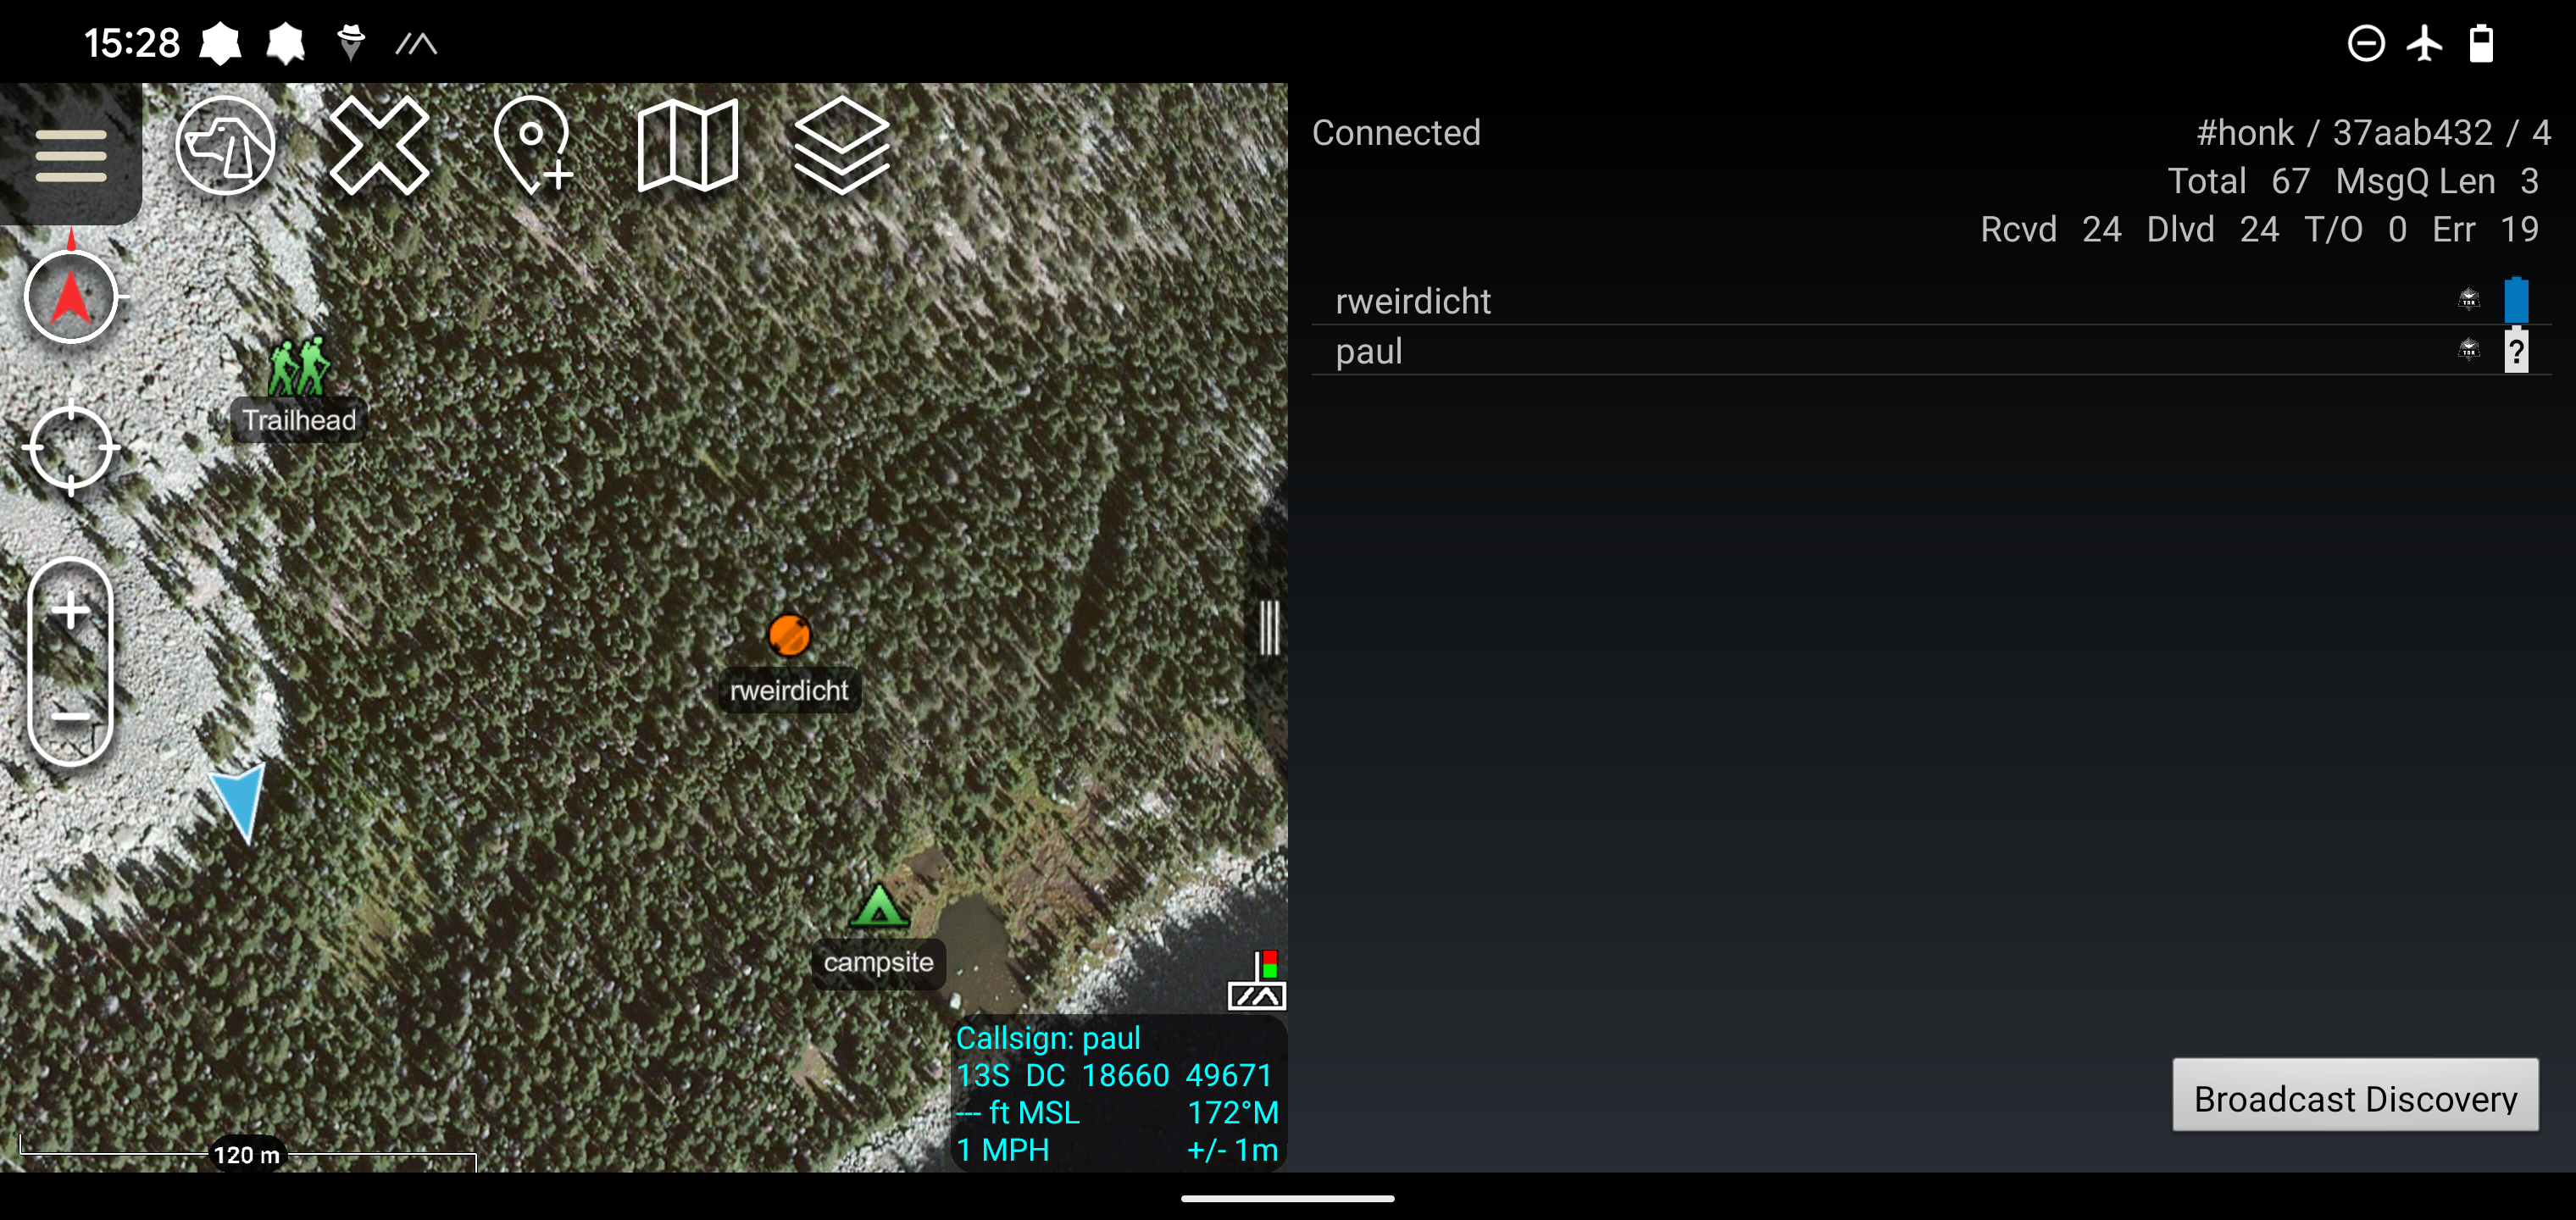 15:28
Connected
#honk / 37aab432 / 4
Total 67 MsgQ Len 3
Rcvd 24 Dlvd 24 T/O 0 Err 19
rweirdicht
paul
?
Trailhead
rweirdicht
campsite
Callsign: paul
13S DC 18660 49671
--- ft MSL 172°M
1 MPH +/- 1m
120 m
Broadcast Discovery